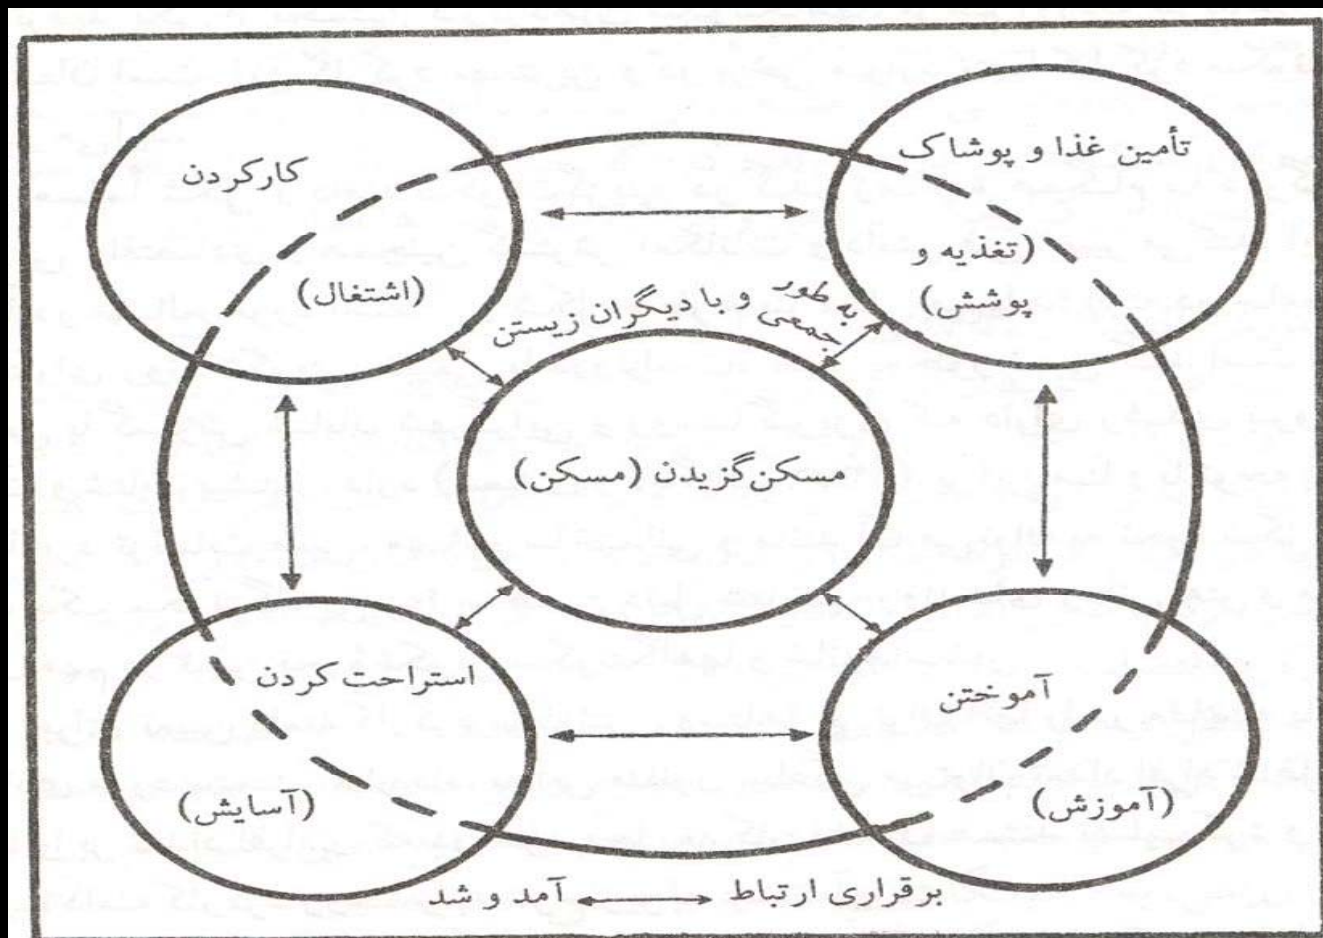 تأمین غذا و پوشاک
(تغذیه و
پوشش)
کارکردن
(اشتغال)
به طور
جمعی و با دیگران زیستن
مسکن‌گزیدن (مسکن)
آموختن
(آموزش)
استراحت کردن
(آسایش)
برقراری ارتباط
آمد و شد